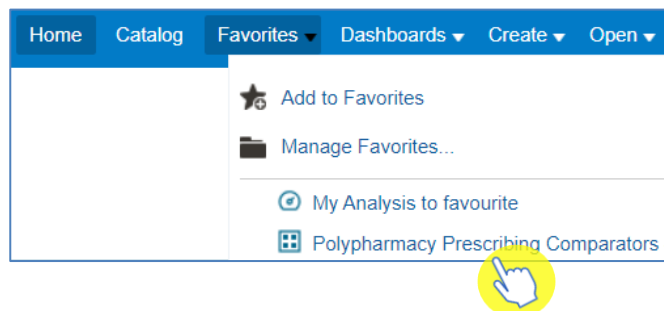 Home Catalog Favorites Dashboards Create Open
Add to Favorites
Manage Favorites...
My Analysis to favourite
Polypharmacy Prescribing Comparators